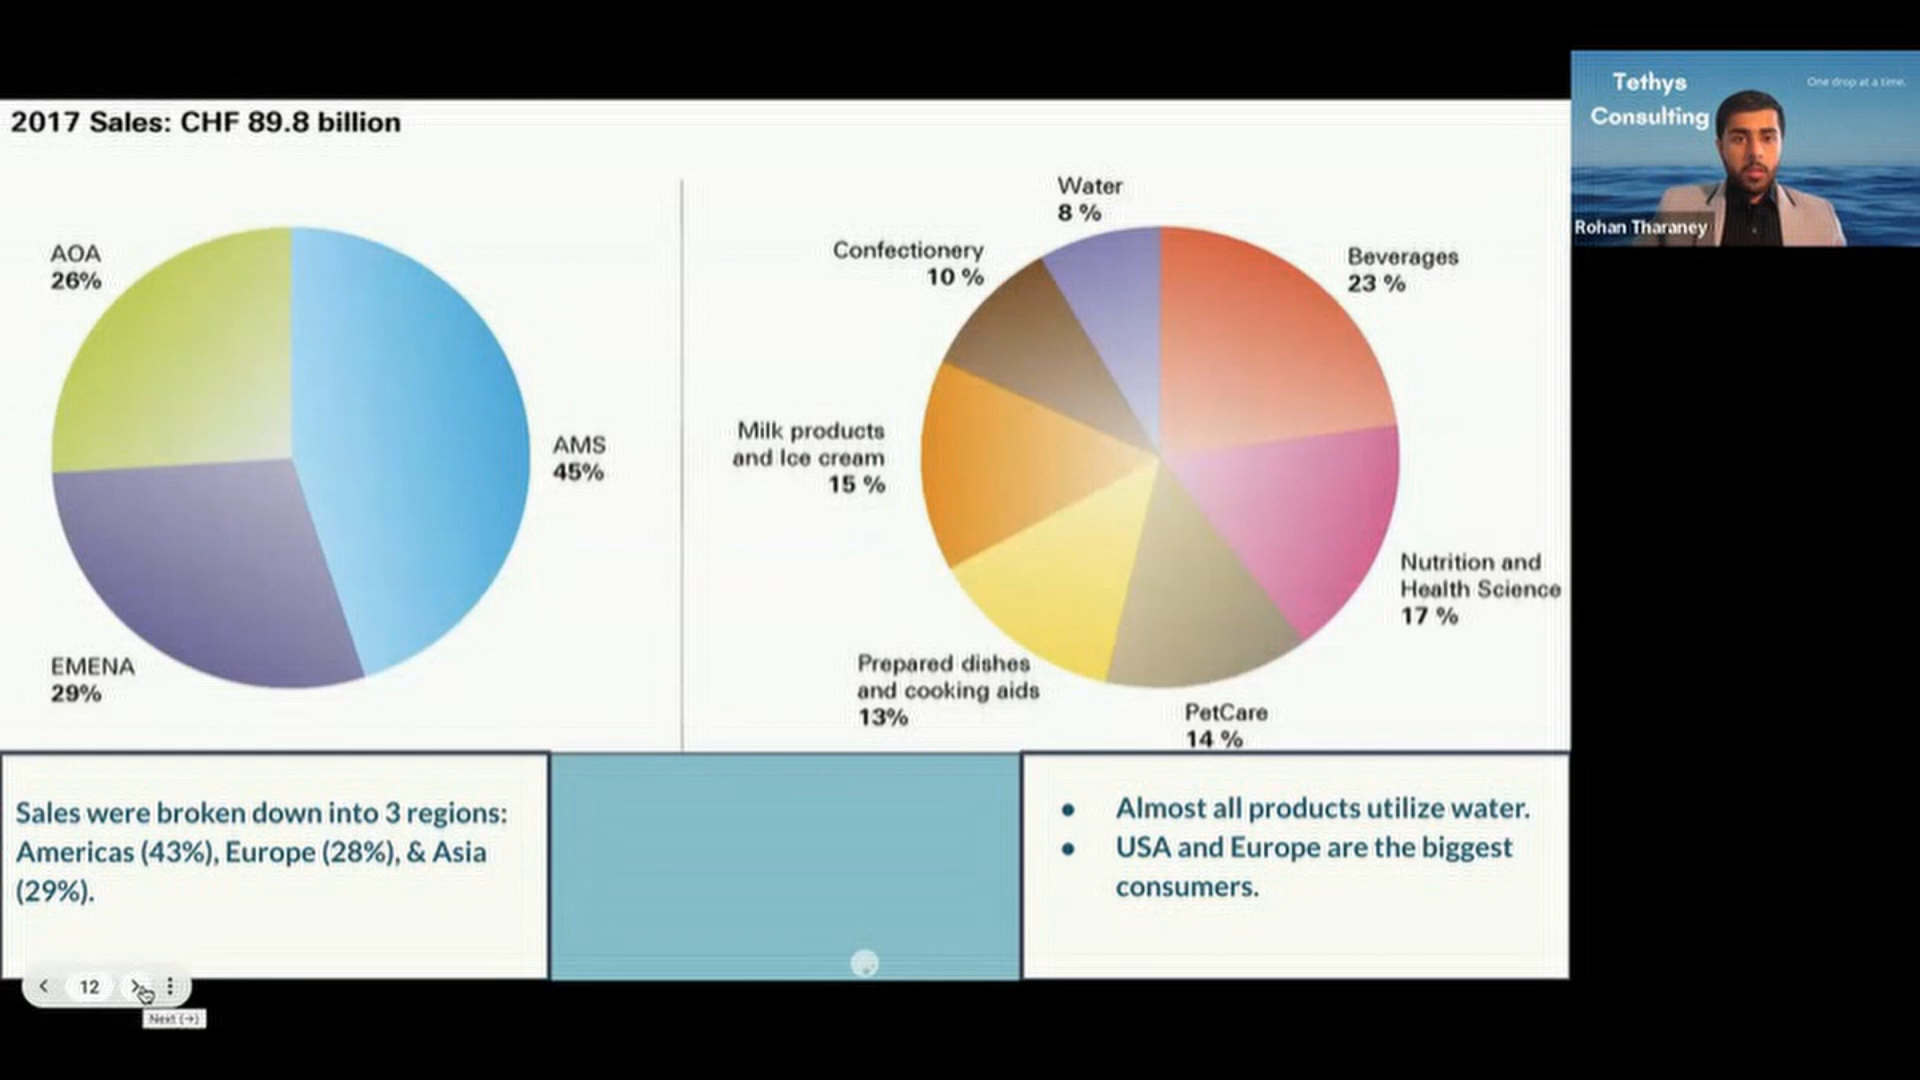 2017 Sales: CHF 89.8 billion
AOA
26%
AMS
45%
EMENA
29%
Water
8 %
Confectionery
10 %
Beverages
23 %
Milk products
and Ice cream
15 %
Nutrition and
Health Science
17 %
Prepared dishes
and cooking aids
13%
PetCare
14 %
Sales were broken down into 3 regions:
Americas (43%), Europe (28%), & Asia
(29%).
● Almost all products utilize water.
● USA and Europe are the biggest
consumers.
12
Next (→)
Tethys
Consulting
One drop at a time.
Rohan Tharaney